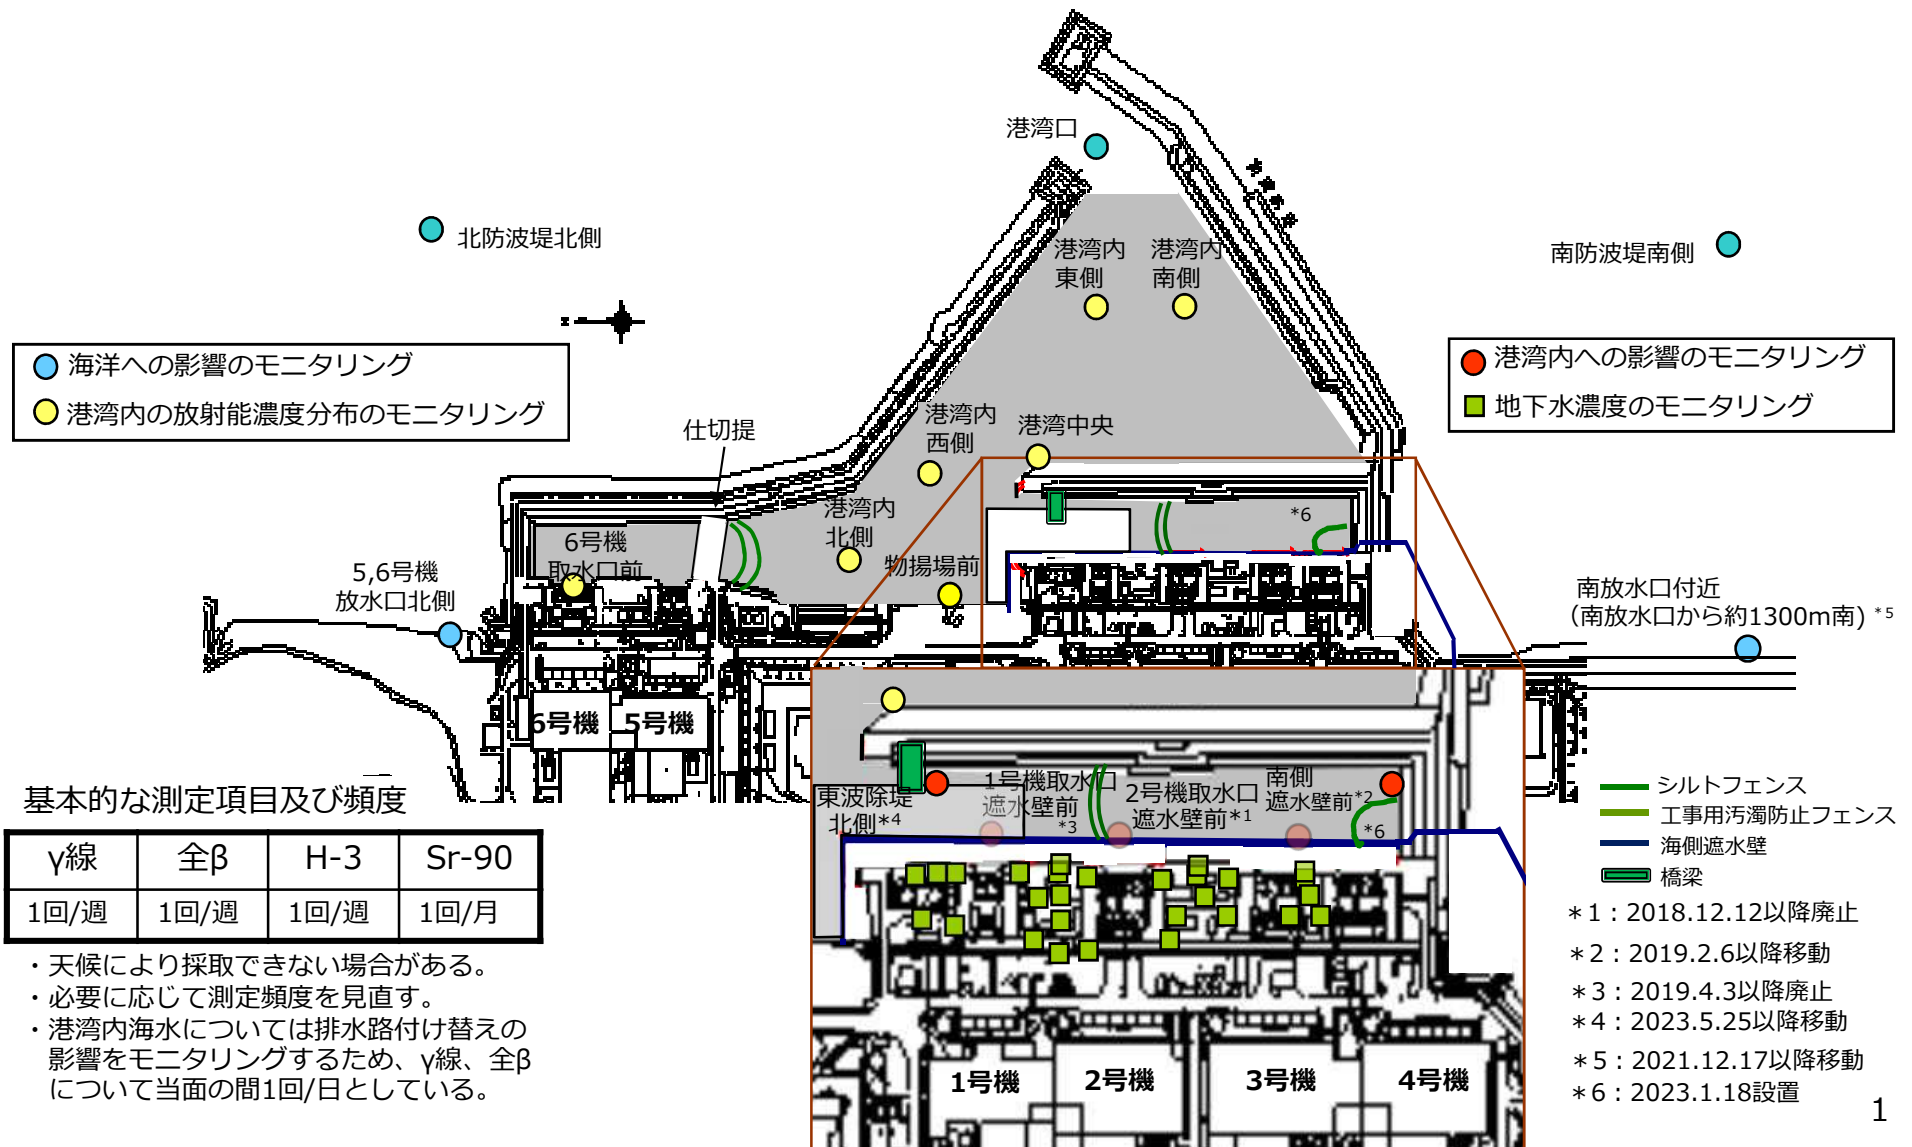 港湾口
北防波堤北側
港湾内
東側
港湾内
南側
南防波堤南側
海洋への影響のモニタリング
港湾内の放射能濃度分布のモニタリング
港湾内への影響のモニタリング
地下水濃度のモニタリング
仕切提
港湾内
西側
港湾中央
港湾内
北側
*6
6号機
取水口前
物揚場前
5,6号機
放水口北側
南放水口付近
（南放水口から約1300m南）*5
6号機
5号機
1号機取水口
遮水壁前
*3
2号機取水口
遮水壁前*1
南側
遮水壁前*2
東波除堤
北側*4
*6
1号機
2号機
3号機
4号機
シルトフェンス
工事用汚濁防止フェンス
海側遮水壁
橋梁
＊1：2018.12.12以降廃止
＊2：2019.2.6以降移動
＊3：2019.4.3以降廃止
＊4：2023.5.25以降移動
＊5：2021.12.17以降移動
＊6：2023.1.18設置
基本的な測定項目及び頻度
γ線 全β H-3 Sr-90
1回/週 1回/週 1回/週 1回/月
・天候により採取できない場合がある。
・必要に応じて測定頻度を見直す。
・港湾内海水については排水路付け替えの
影響をモニタリングするため、γ線、全β
について当面の間1回/日としている。
1